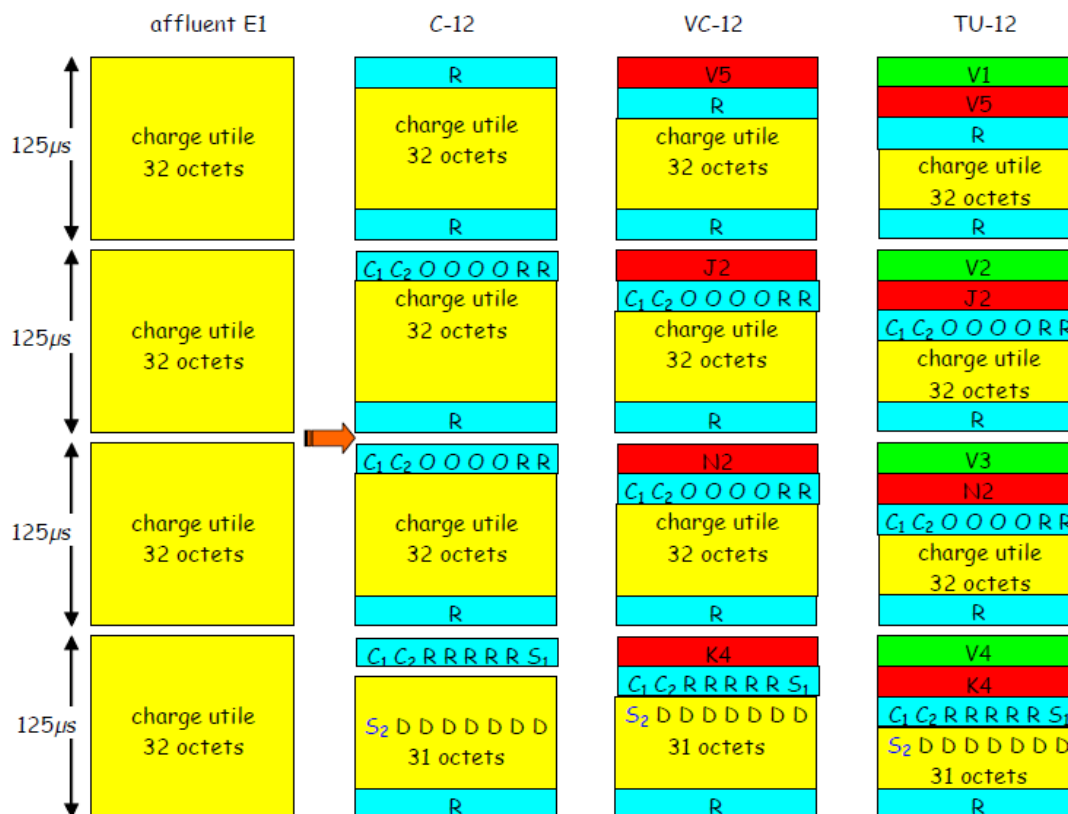 affluent E1 C-12 VC-12 TU-12
125µs
charge utile
32 octets
R
charge utile
32 octets
R
V5
R
charge utile
32 octets
R
V1
V5
R
charge utile
32 octets
R
125µs
charge utile
32 octets
C1 C2 O O O O R R
charge utile
32 octets
R
J2
C1 C2 O O O O R R
charge utile
32 octets
R
V2
J2
C1 C2 O O O O R R
charge utile
32 octets
R
125µs
charge utile
32 octets
C1 C2 O O O O R R
charge utile
32 octets
R
N2
C1 C2 O O O O R R
charge utile
32 octets
R
V3
N2
C1 C2 O O O O R R
charge utile
32 octets
R
125µs
charge utile
32 octets
C1 C2 R R R R R S1
S2 D D D D D D D
31 octets
R
K4
C1 C2 R R R R R S1
S2 D D D D D D D
31 octets
R
V4
K4
C1 C2 R R R R R S1
S2 D D D D D D D
31 octets
R